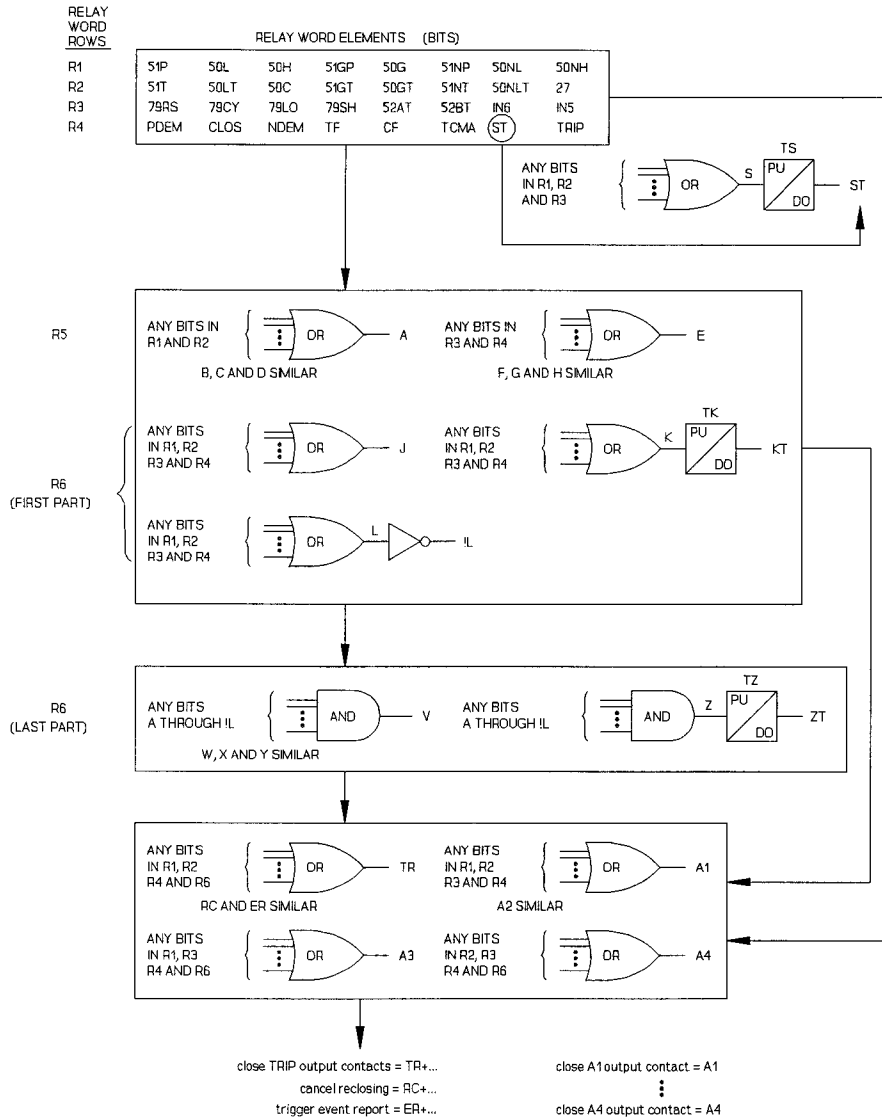 RELAY
WORD
ROWS
RELAY WORD ELEMENTS (BITS)
R1 51P 50L 50H 51GP 50G 51NP 50NL 50NH
R2 51T 50LT 50C 51GT 50GT 51NT 50NLT 27
R3 79RS 79CY 79LO 79SH 52AT 52BT IN6 IN5
R4 PDEM CLOS NDEM TF CF TCMA ST TRIP
ANY BITS
IN R1, R2
AND R3
OR
S
TS
PU
DO
ST
R5
ANY BITS IN
R1 AND R2
OR
A
B, C AND D SIMILAR
ANY BITS IN
R3 AND R4
OR
E
F, G AND H SIMILAR
R6
(FIRST PART)
ANY BITS
IN R1, R2
R3 AND R4
OR
J
ANY BITS
IN R1, R2
R3 AND R4
OR
K
TK
PU
DO
KT
ANY BITS
IN R1, R2
R3 AND R4
OR
L
!L
R6
(LAST PART)
ANY BITS
A THROUGH !L
AND
V
W, X AND Y SIMILAR
ANY BITS
A THROUGH !L
AND
Z
TZ
PU
DO
ZT
ANY BITS
IN R1, R2
R4 AND R6
OR
TR
RC AND ER SIMILAR
ANY BITS
IN R1, R2
R3 AND R4
OR
A1
A2 SIMILAR
ANY BITS
IN R1, R3
R4 AND R6
OR
A3
ANY BITS
IN R2, R3
R4 AND R6
OR
A4
close TRIP output contacts = TR+...
cancel reclosing = RC+...
trigger event report = ER+...
close A1 output contact = A1
close A4 output contact = A4